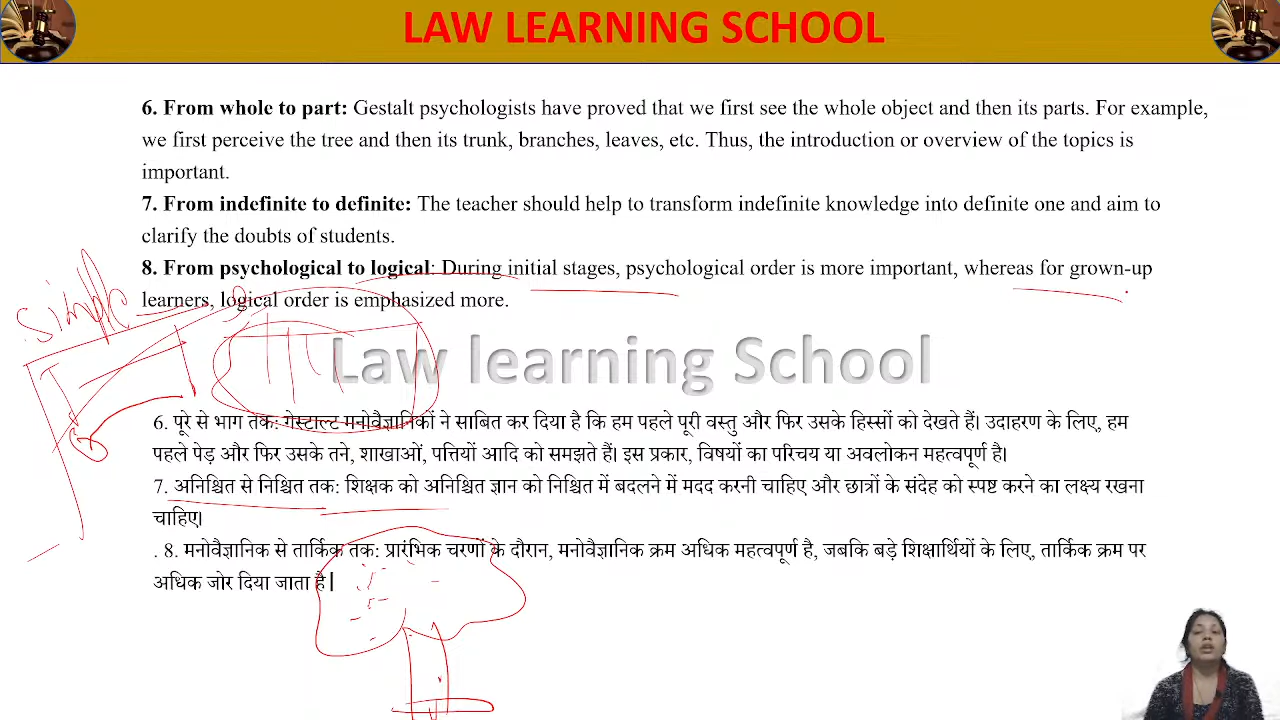 LAW LEARNING SCHOOL
6. From whole to part: Gestalt psychologists have proved that we first see the whole object and then its parts. For example,
we first perceive the tree and then its trunk, branches, leaves, etc. Thus, the introduction or overview of the topics is
important.
7. From indefinite to definite: The teacher should help to transform indefinite knowledge into definite one and aim to
clarify the doubts of students.
8. From psychological to logical: During initial stages, psychological order is more important, whereas for grown-up
learners, logical order is emphasized more.
Simple
Law learning School
6. पूरे से भाग तक: गेस्टाल्ट मनोवैज्ञानिकों ने साबित कर दिया है कि हम पहले पूरी वस्तु और फिर उसके हिस्सों को देखते हैं। उदाहरण के लिए, हम
पहले पेड़ और फिर उसके तने, शाखाओं, पत्तियों आदि को समझते हैं। इस प्रकार, विषयों का परिचय या अवलोकन महत्वपूर्ण है।
7. अनिश्चित से निश्चित तक: शिक्षक को अनिश्चित ज्ञान को निश्चित में बदलने में मदद करनी चाहिए और छात्रों के संदेह को स्पष्ट करने का लक्ष्य रखना
चाहिए।
. 8. मनोवैज्ञानिक से तार्किक तक: प्रारंभिक चरणों के दौरान, मनोवैज्ञानिक क्रम अधिक महत्वपूर्ण है, जबकि बड़े शिक्षार्थियों के लिए, तार्किक क्रम पर
अधिक जोर दिया जाता है|